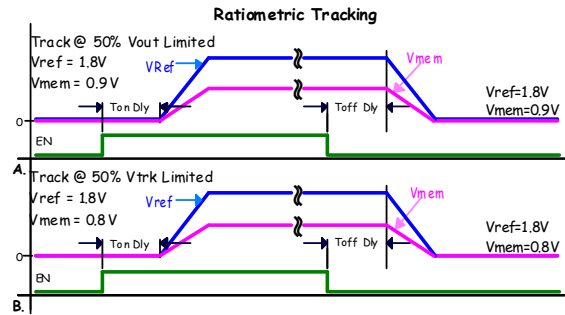 Ratiometric Tracking
Track @ 50% Vout Limited
Vref = 1.8V
Vmem = 0.9 V
VRef
Vmem
Ton Dly
Toff Dly
Vref=1.8V
Vmem=0.9V
0
EN
A.
Track @ 50% Vtrk Limited
Vref = 1.8V
Vmem = 0.8 V
Vref
Vmem
Ton Dly
Toff Dly
Vref=1.8V
Vmem=0.8V
0
EN
B.